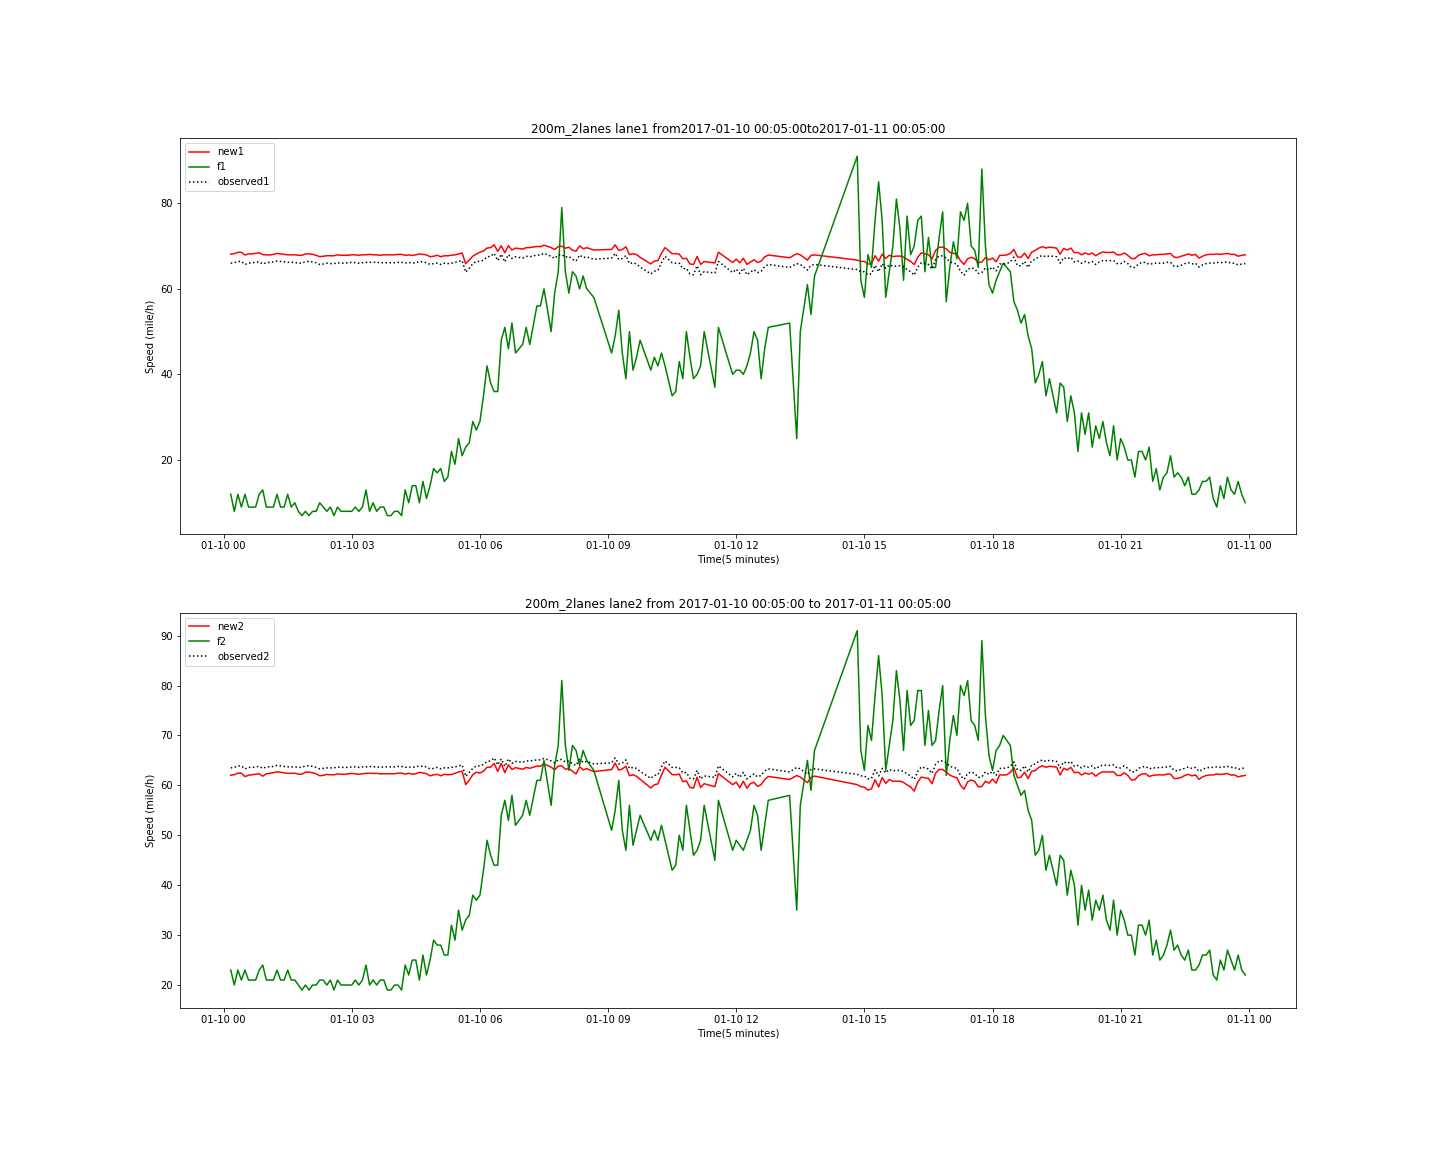 200m_2lanes lane1 from2017-01-10 00:05:00to2017-01-11 00:05:00
new1
f1
observed1
80
60
40
20
Speed (mile/h)
01-10 00 01-10 03 01-10 06 01-10 09 01-10 12 01-10 15 01-10 18 01-10 21 01-11 00
Time(5 minutes)
200m_2lanes lane2 from 2017-01-10 00:05:00 to 2017-01-11 00:05:00
new2
f2
observed2
90
80
70
60
50
40
30
20
Speed (mile/h)
01-10 00 01-10 03 01-10 06 01-10 09 01-10 12 01-10 15 01-10 18 01-10 21 01-11 00
Time(5 minutes)